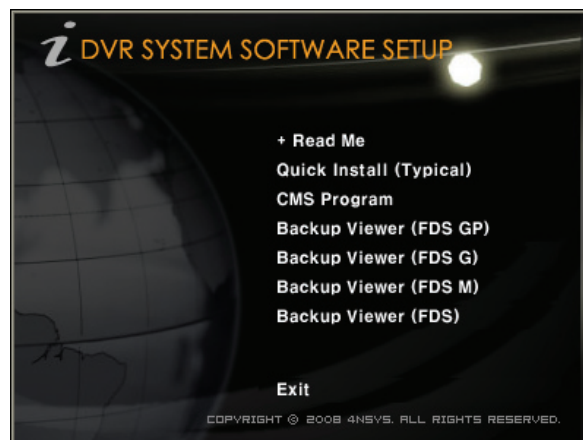 i DVR SYSTEM SOFTWARE SETUP
+ Read Me
Quick Install (Typical)
CMS Program
Backup Viewer (FDS GP)
Backup Viewer (FDS G)
Backup Viewer (FDS M)
Backup Viewer (FDS)
Exit
COPYRIGHT © 2008 4NSYS. ALL RIGHTS RESERVED.